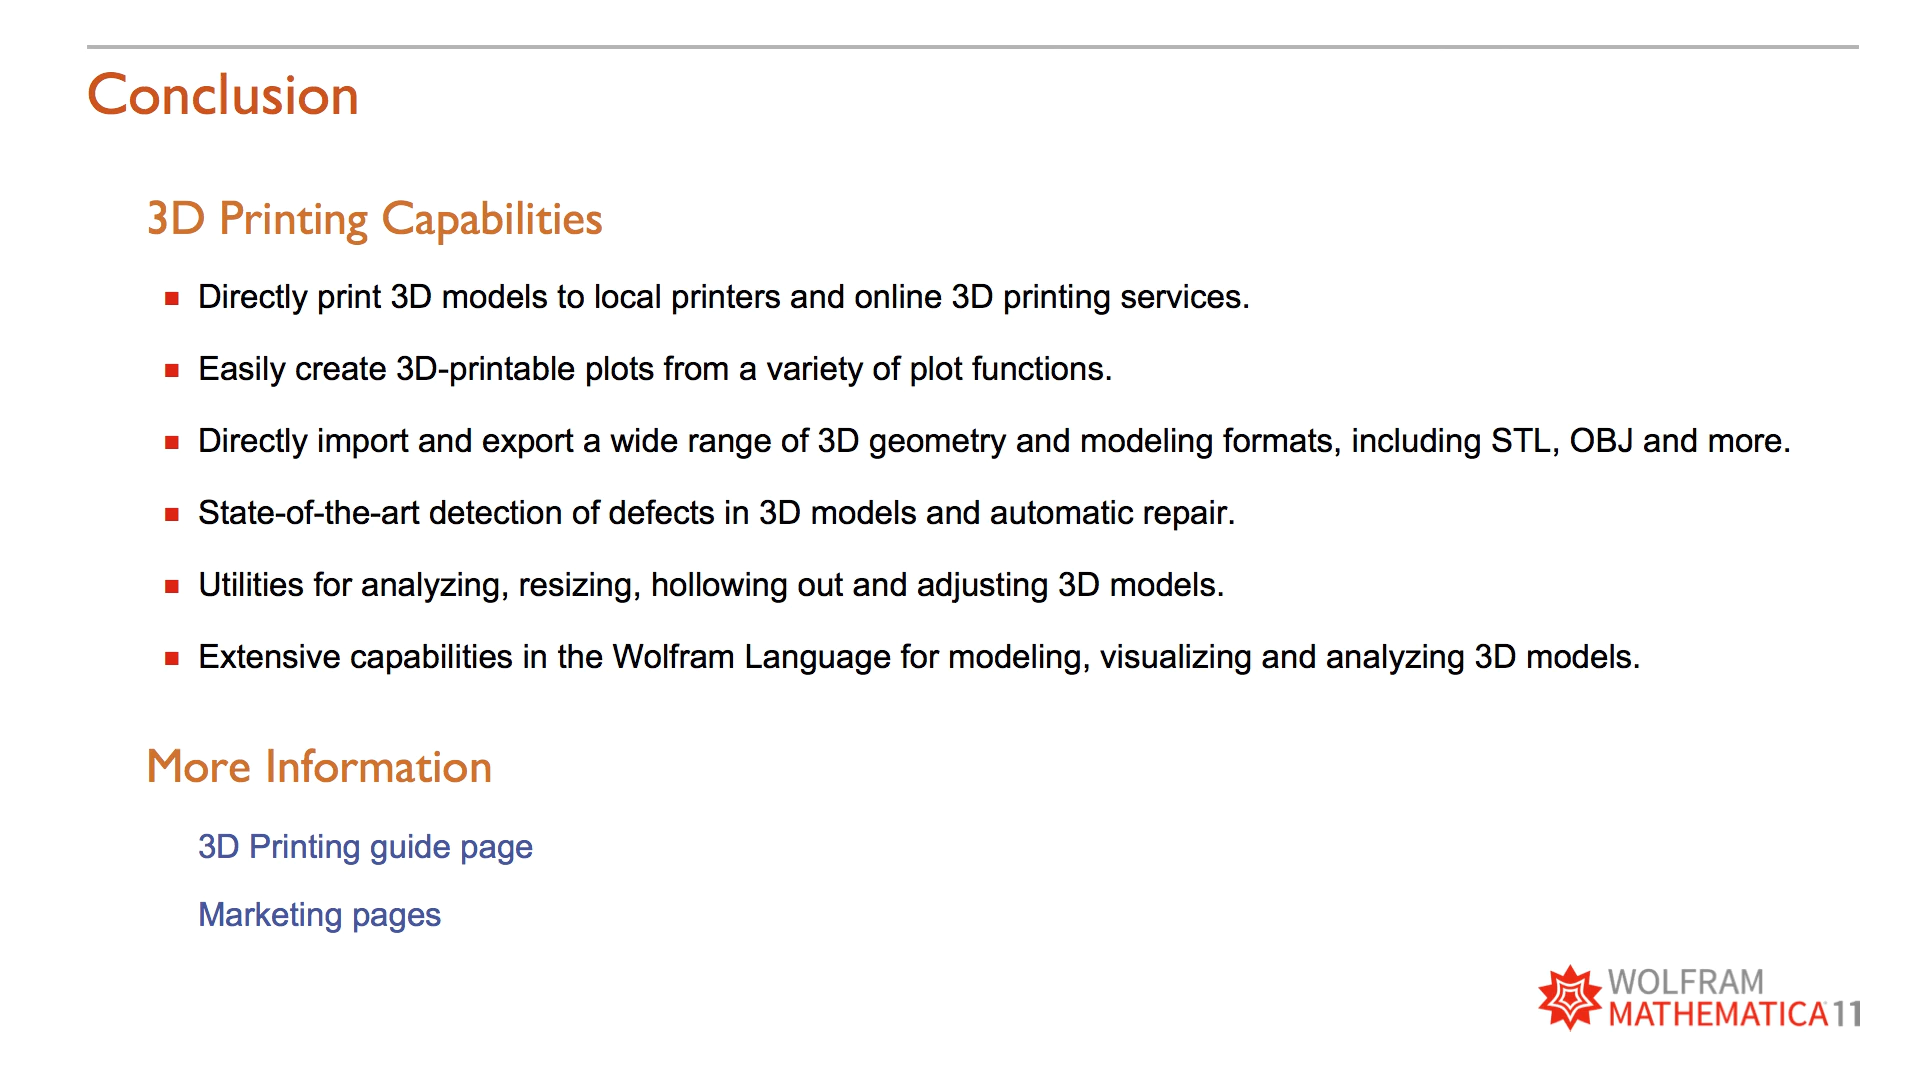 Conclusion
3D Printing Capabilities
Directly print 3D models to local printers and online 3D printing services.
Easily create 3D-printable plots from a variety of plot functions.
Directly import and export a wide range of 3D geometry and modeling formats, including STL, OBJ and more.
State-of-the-art detection of defects in 3D models and automatic repair.
Utilities for analyzing, resizing, hollowing out and adjusting 3D models.
Extensive capabilities in the Wolfram Language for modeling, visualizing and analyzing 3D models.
More Information
3D Printing guide page
Marketing pages
WOLFRAM
MATHEMATICA 11